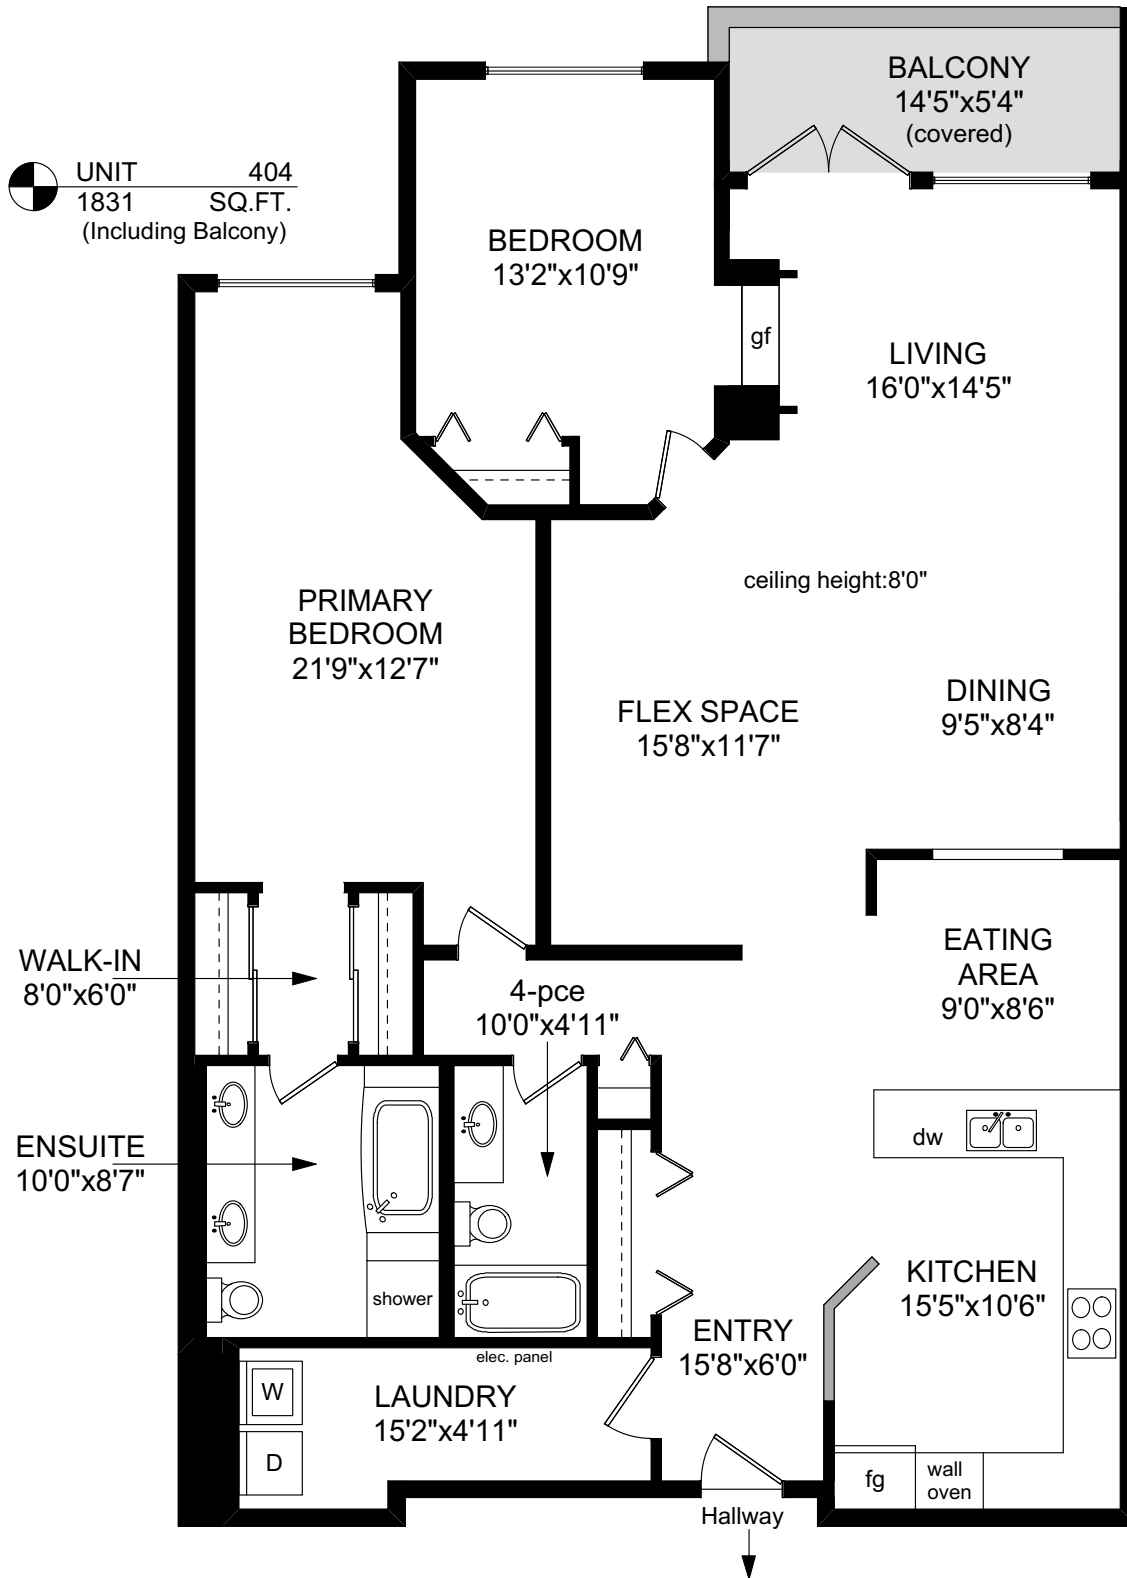 BALCONY
14'5"x5'4"
(covered)
UNIT 404
1831 SQ.FT.
(Including Balcony)
BEDROOM
13'2"x10'9"
gf
LIVING
16'0"x14'5"
ceiling height:8'0"
PRIMARY
BEDROOM
21'9"x12'7"
FLEX SPACE
15'8"x11'7"
DINING
9'5"x8'4"
WALK-IN
8'0"x6'0"
4-pce
10'0"x4'11"
EATING
AREA
9'0"x8'6"
ENSUITE
10'0"x8'7"
dw
shower
KITCHEN
15'5"x10'6"
ENTRY
15'8"x6'0"
elec. panel
LAUNDRY
15'2"x4'11"
W
D
fg
wall
oven
Hallway